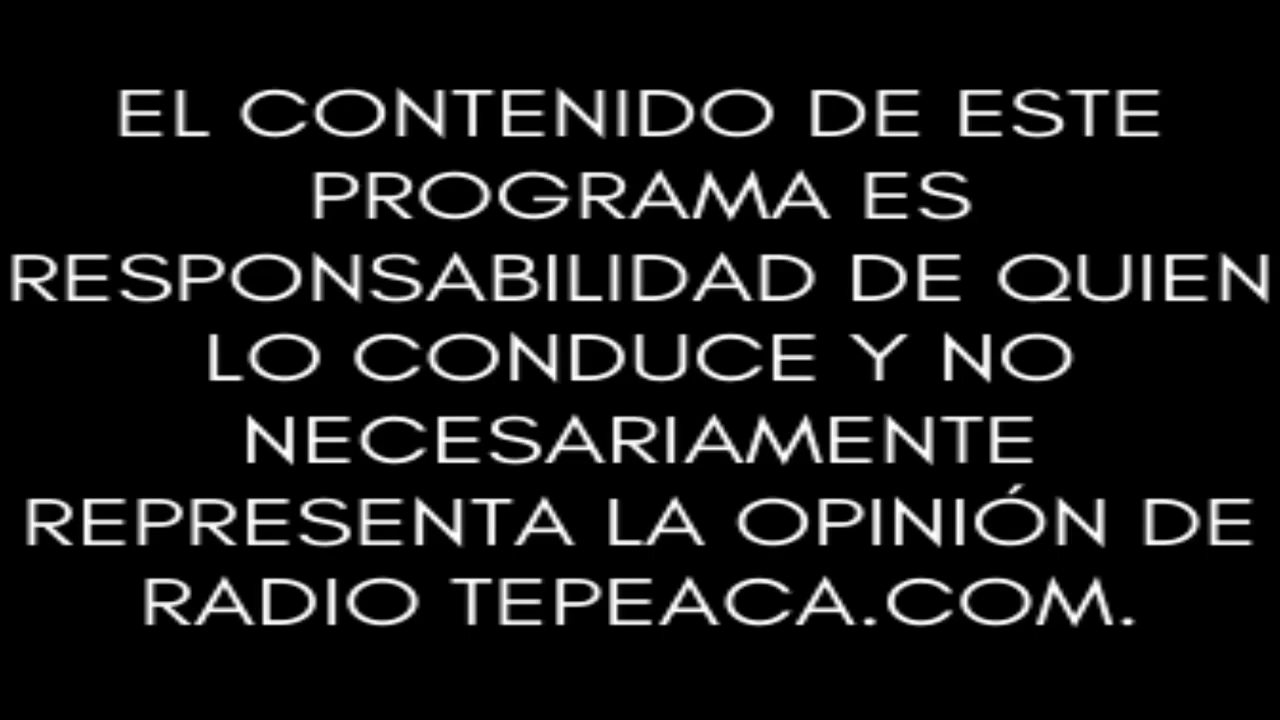 EL CONTENIDO DE ESTE
PROGRAMA ES
RESPONSABILIDAD DE QUIEN
LO CONDUCE Y NO
NECESARIAMENTE
REPRESENTA LA OPINIÓN DE
RADIO TEPEACA.COM.